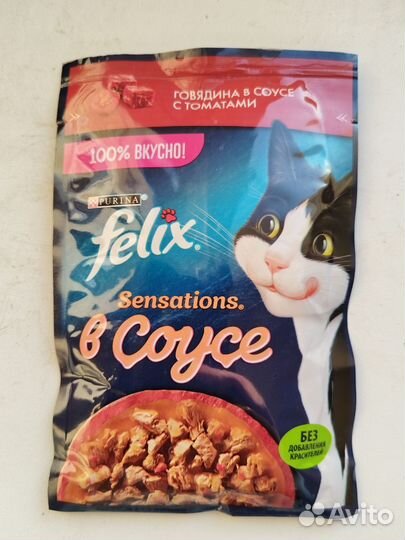 ГОВЯДИНА В СОУСЕ
С ТОМАТАМИ
100% ВКУСНО!
PURINA®
felix®
Sensations®
в Соусе
БЕЗ
ДОБАВЛЕНИЯ
КРАСИТЕЛЕЙ
Avito